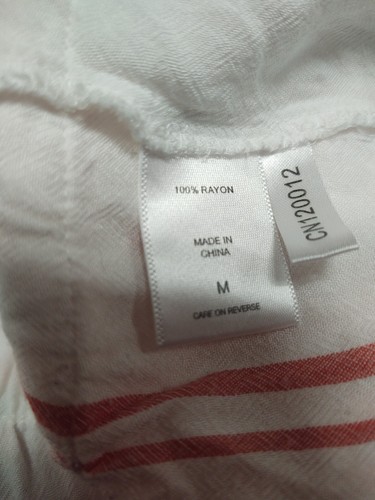 100% RAYON
MADE IN
CHINA
M
CARE ON REVERSE
CN120012